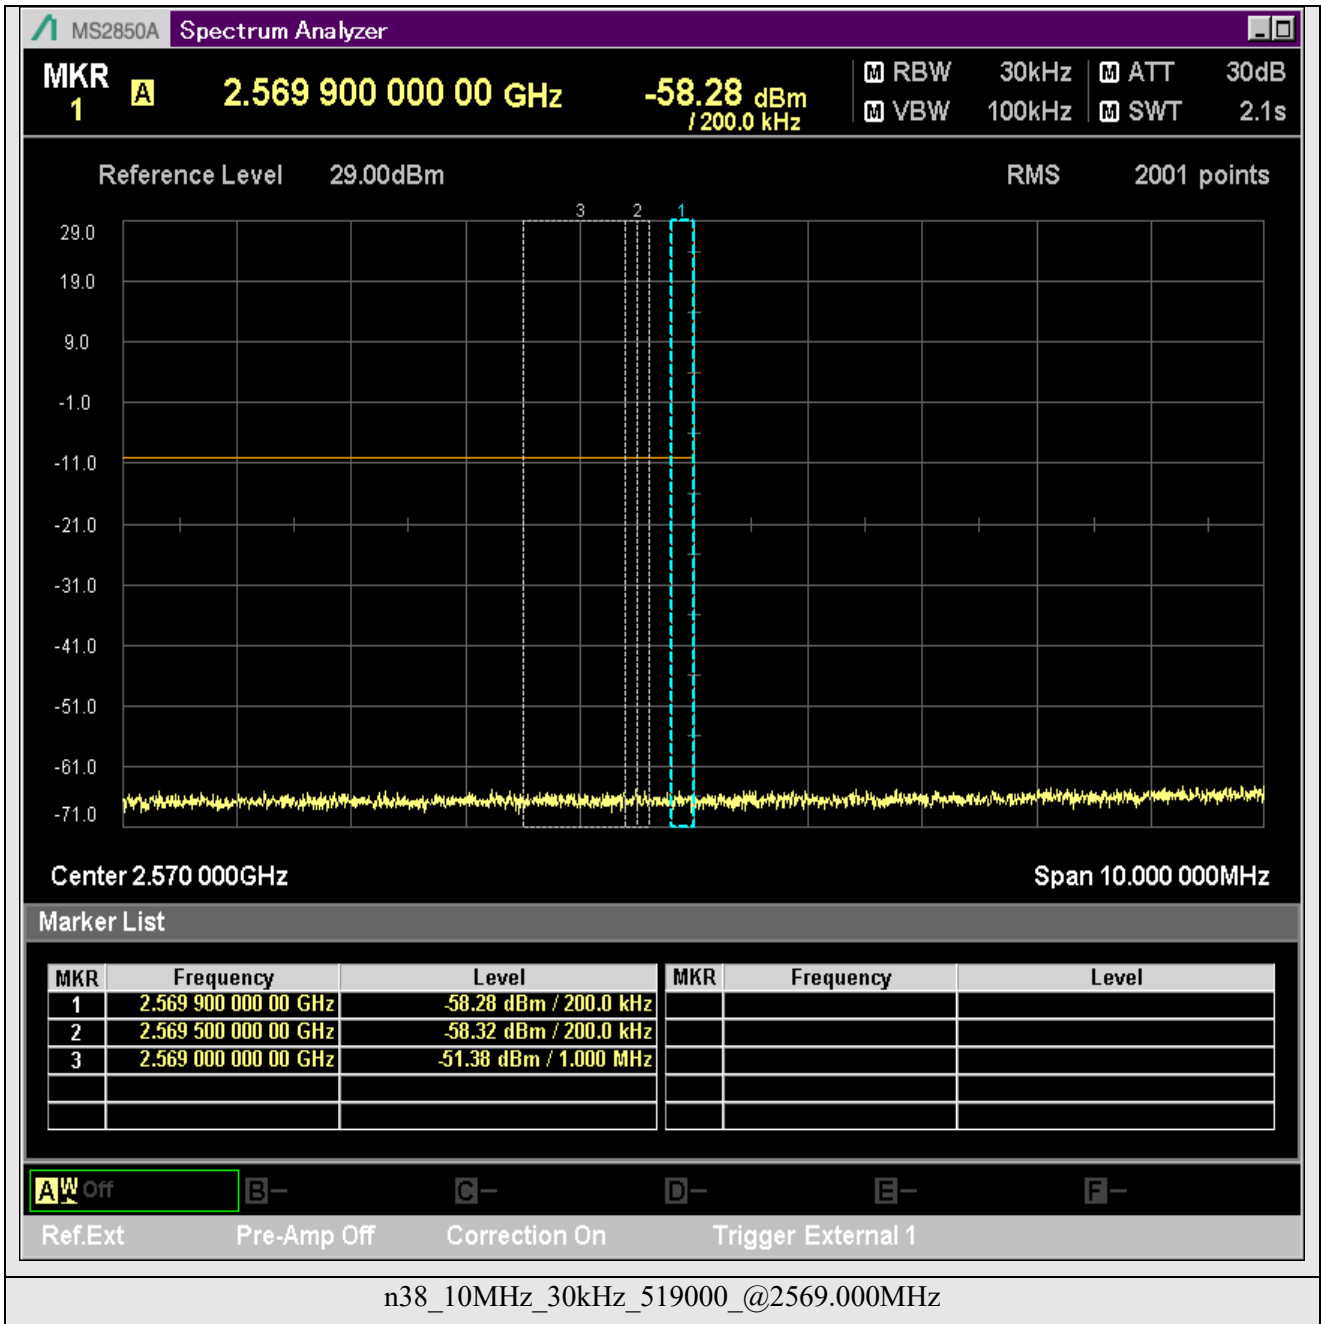 MS2850A Spectrum Analyzer
MKR 1 A 2.569 900 000 00 GHz -58.28 dBm / 200.0 kHz
M RBW 30kHz M ATT 30dB
M VBW 100kHz M SWT 2.1s
Reference Level 29.00dBm RMS 2001 points
3 2 1
29.0
19.0
9.0
-1.0
-11.0
-21.0
-31.0
-41.0
-51.0
-61.0
-71.0
Center 2.570 000GHz Span 10.000 000MHz
Marker List
MKR Frequency Level MKR Frequency Level
1 2.569 900 000 00 GHz -58.28 dBm / 200.0 kHz
2 2.569 500 000 00 GHz -58.32 dBm / 200.0 kHz
3 2.569 000 000 00 GHz -51.38 dBm / 1.000 MHz
A W Off B - C - D - E - F -
Ref.Ext Pre-Amp Off Correction On Trigger External 1
n38_10MHz_30kHz_519000_@2569.000MHz